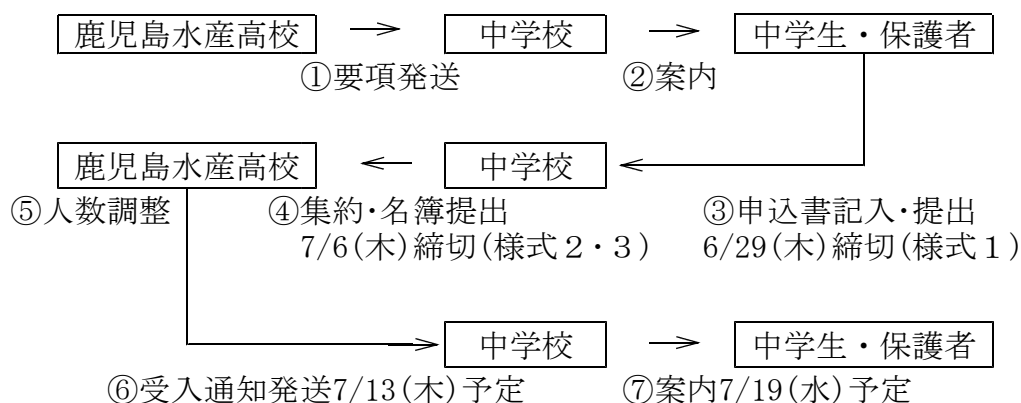 鹿児島水産高校 → 中学校 → 中学生・保護者
①要項発送 ②案内
鹿児島水産高校 ← 中学校
⑤人数調整 ④集約・名簿提出 ③申込書記入・提出
7/6(木)締切(様式2・3) 6/29(木)締切(様式1)
中学校 → 中学生・保護者
⑥受入通知発送7/13(木)予定 ⑦案内7/19(水)予定